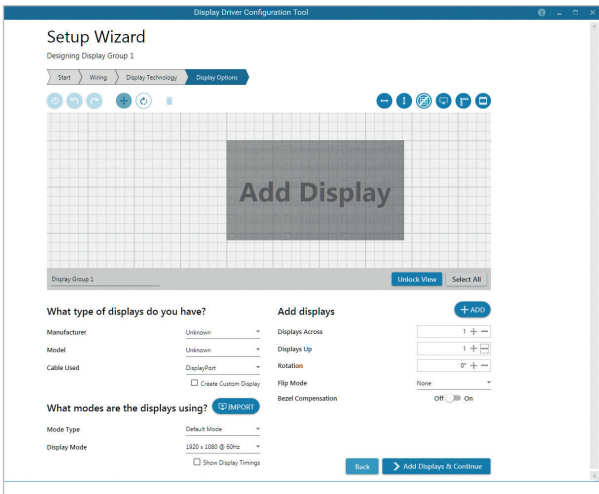 Display Driver Configuration Tool
Setup Wizard
Designing Display Group 1
Start Wiring Display Technology Display Options
Add Display
Display Group 1 Unlock View Select All
What type of displays do you have?
Manufacturer Unknown
Model Unknown
Cable Used DisplayPort
Create Custom Display
What modes are the displays using? IMPORT
Mode Type Default Mode
Display Mode 1920 x 1080 @ 60Hz
Show Display Timings
Add displays + ADD
Displays Across 1 + −
Displays Up 1 + −
Rotation 0° + −
Flip Mode None
Bezel Compensation Off On
Back Add Displays & Continue